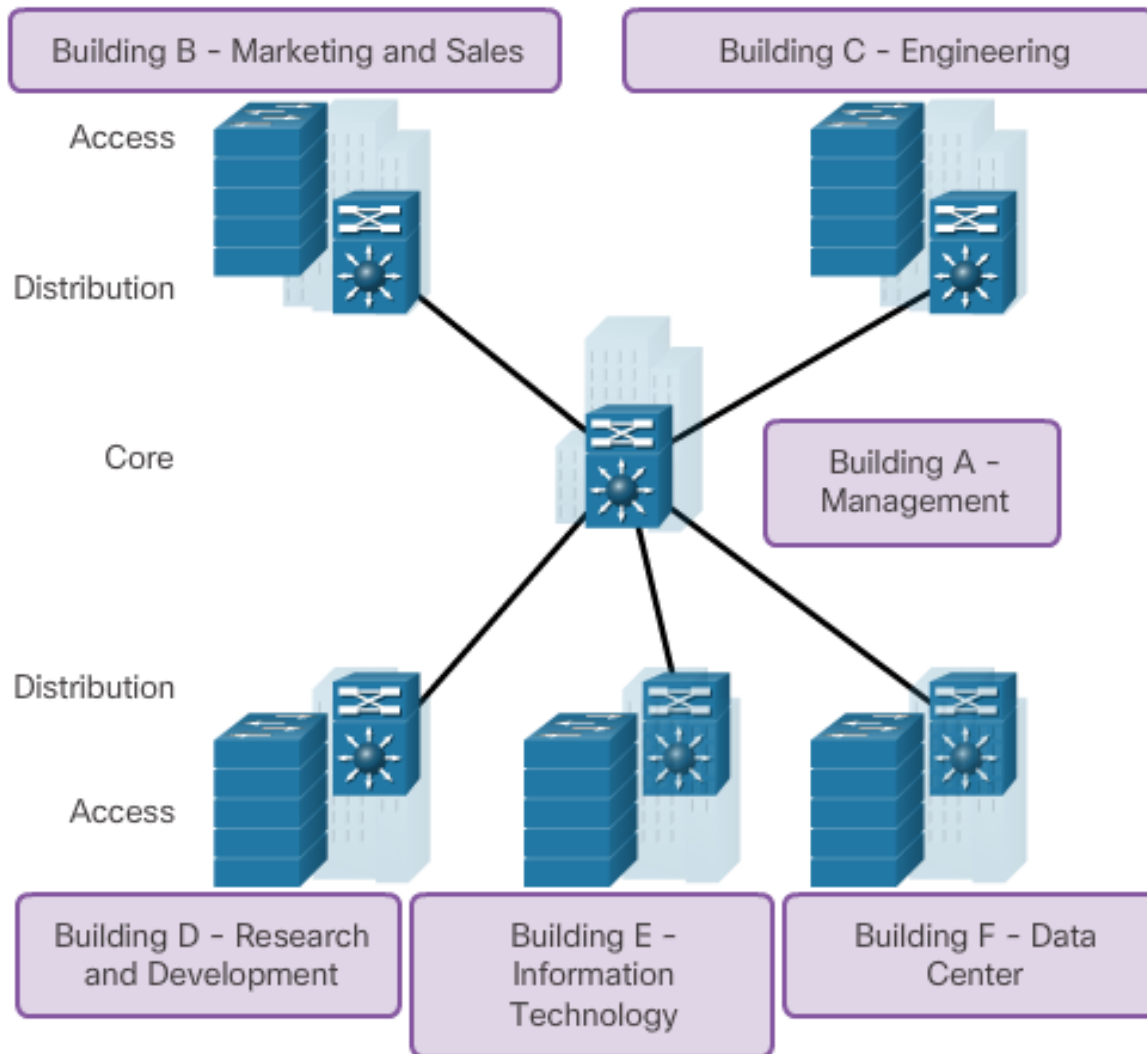 Building B - Marketing and Sales
Building C - Engineering
Access
Distribution
Core
Building A -
Management
Distribution
Access
Building D - Research
and Development
Building E -
Information
Technology
Building F - Data
Center